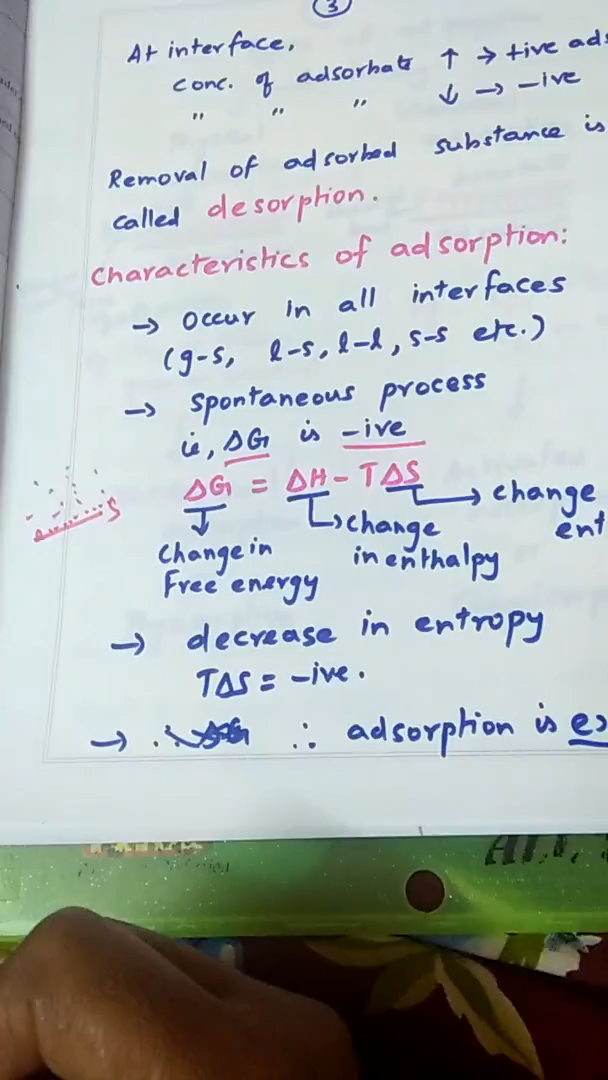 3
At interface,
conc. of adsorbate ↑ → +ive ads
" " " ↓ → -ive
Removal of adsorbed substance is
called desorption.
Characteristics of adsorption:
→ Occur in all interfaces
(g-s, l-s, l-l, s-s etc.)
→ Spontaneous process
ie, ΔG is -ive
ΔG = ΔH - TΔS
S
→ change
↳ change ent
Change in in enthalpy
Free energy
→ decrease in entropy
TΔS = -ive.
→ ∴ adsorption is